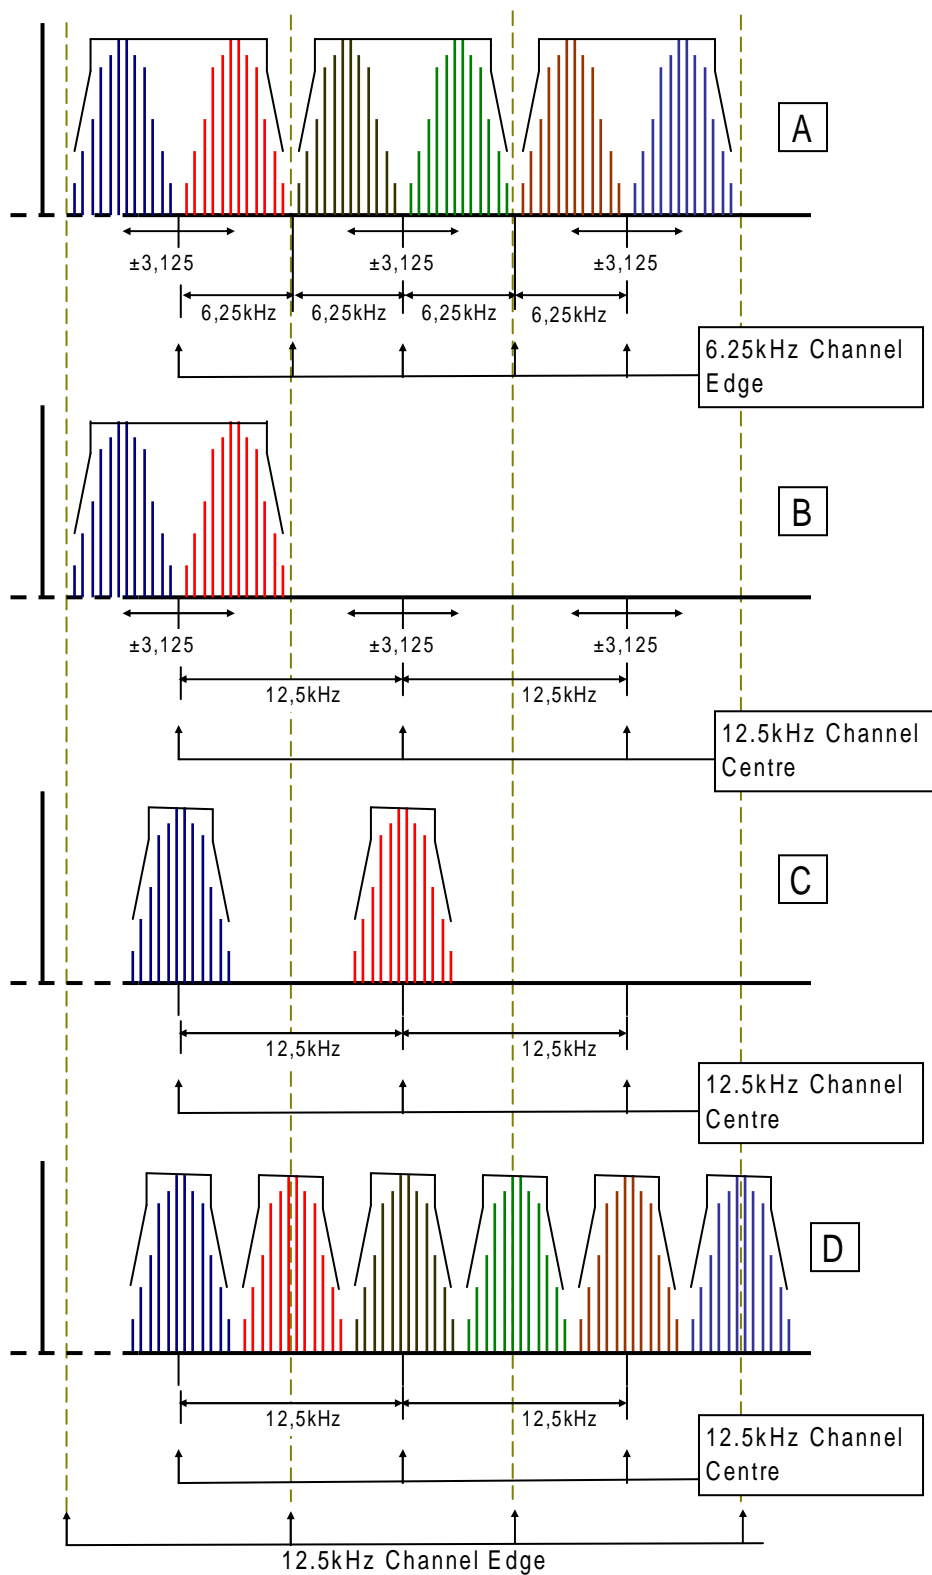 A
±3,125 ±3,125 ±3,125
6,25kHz 6,25kHz 6,25kHz 6,25kHz
6.25kHz Channel
Edge
B
±3,125 ±3,125 ±3,125
12,5kHz 12,5kHz
12.5kHz Channel
Centre
C
12,5kHz 12,5kHz
12.5kHz Channel
Centre
D
12,5kHz 12,5kHz
12.5kHz Channel
Centre
12.5kHz Channel Edge